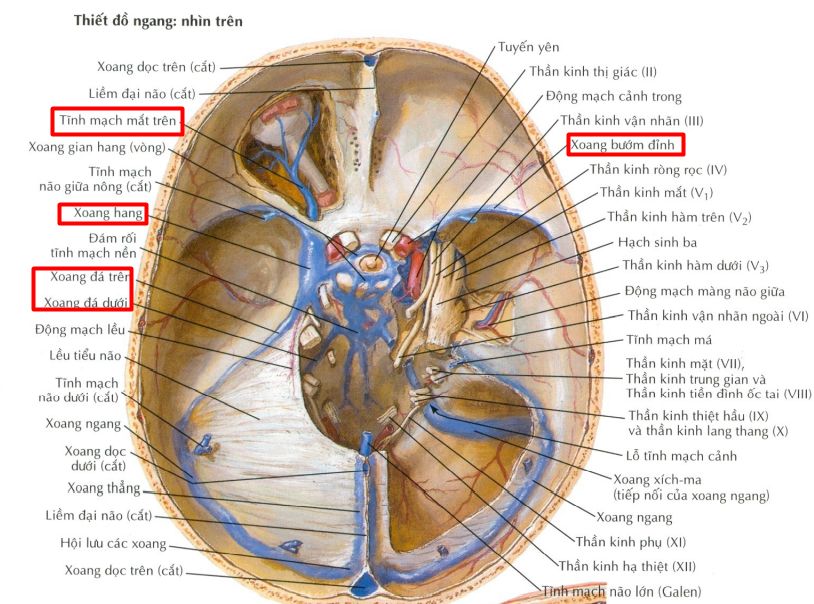 Thiết đồ ngang: nhìn trên
Xoang dọc trên (cắt)
Liềm đại não (cắt)
Tĩnh mạch mắt trên
Xoang gian hang (vòng)
Tĩnh mạch
não giữa nông (cắt)
Xoang hang
Đám rối
tĩnh mạch nền
Xoang đá trên
Xoang đá dưới
Động mạch lều
Lều tiểu não
Tĩnh mạch
não dưới (cắt)
Xoang ngang
Xoang dọc
dưới (cắt)
Xoang thẳng
Liềm đại não (cắt)
Hội lưu các xoang
Xoang dọc trên (cắt)
Tuyến yên
Thần kinh thị giác (II)
Động mạch cảnh trong
Thần kinh vận nhãn (III)
Xoang bướm đỉnh
Thần kinh ròng rọc (IV)
Thần kinh mắt (V₁)
Thần kinh hàm trên (V₂)
Hạch sinh ba
Thần kinh hàm dưới (V₃)
Động mạch màng não giữa
Thần kinh vận nhãn ngoài (VI)
Tĩnh mạch má
Thần kinh mặt (VII),
Thần kinh trung gian và
Thần kinh tiền đình ốc tai (VIII)
Thần kinh thiệt hầu (IX)
và thần kinh lang thang (X)
Lỗ tĩnh mạch cảnh
Xoang xích-ma
(tiếp nối của xoang ngang)
Xoang ngang
Thần kinh phụ (XI)
Thần kinh hạ thiệt (XII)
Tĩnh mạch não lớn (Galen)